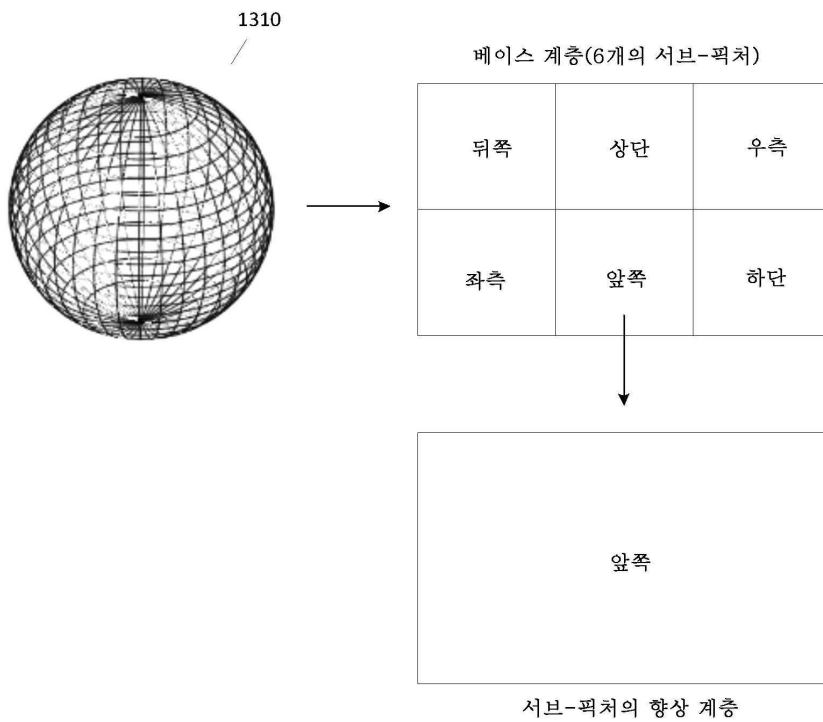 1310
베이스 계층(6개의 서브-픽처)
뒤쪽 상단 우측
좌측 앞쪽 하단
앞쪽
서브-픽처의 향상 계층